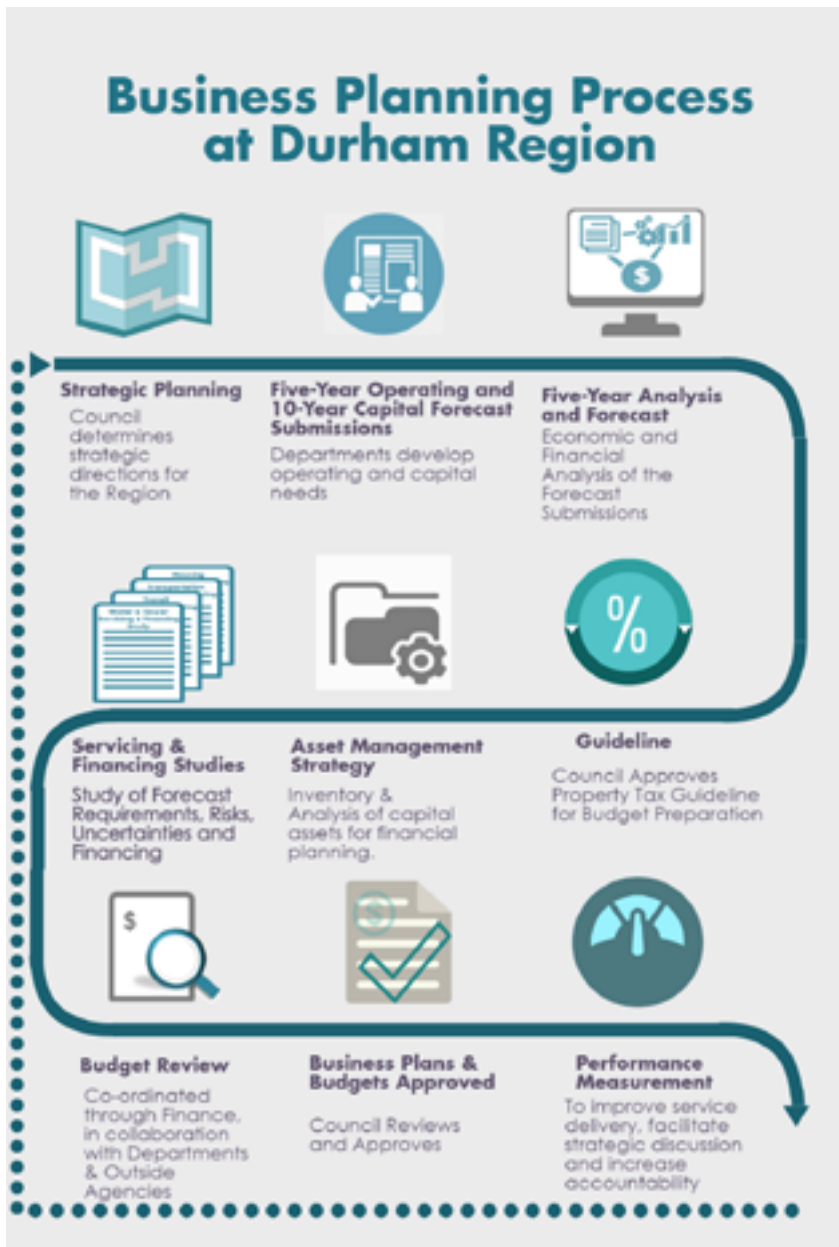 Business Planning Process
at Durham Region
Strategic Planning
Council
determines
strategic
directions for
the Region
Five-Year Operating and
10-Year Capital Forecast
Submissions
Departments develop
operating and capital
needs
Five-Year Analysis
and Forecast
Economic and
Financial
Analysis of the
Forecast
Submissions
$
%
Servicing &
Financing Studies
Study of Forecast
Requirements, Risks,
Uncertainties and
Financing
Asset Management
Strategy
Inventory &
Analysis of capital
assets for financial
planning.
Guideline
Council Approves
Property Tax Guideline
for Budget Preparation
$
$
Budget Review
Co-ordinated
through Finance,
in collaboration
with Departments
& Outside
Agencies
Business Plans &
Budgets Approved
Council Reviews
and Approves
Performance
Measurement
To improve service
delivery, facilitate
strategic discussion
and increase
accountability